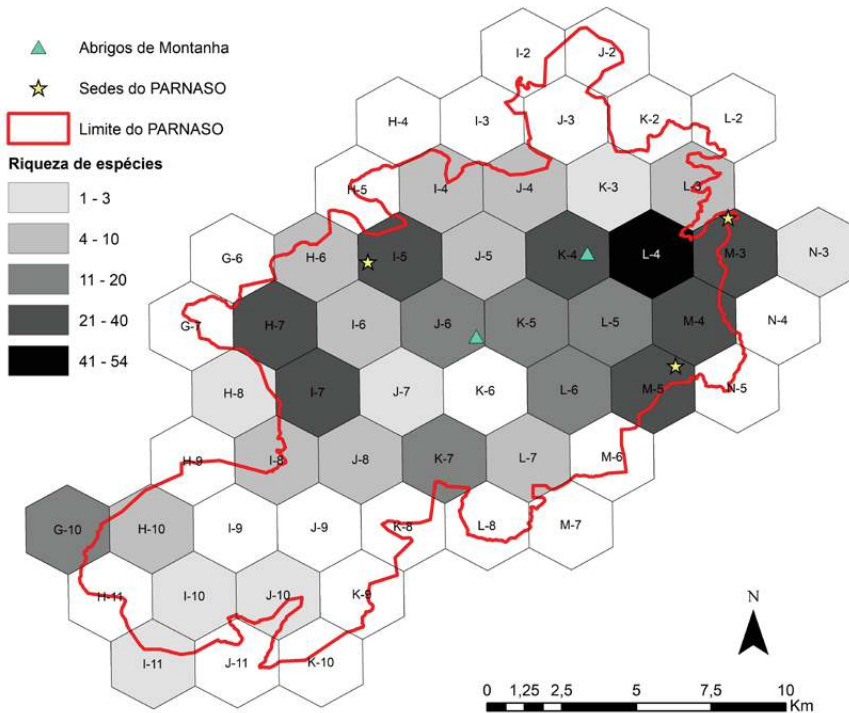 Abrigos de Montanha
Sedes do PARNASO
Limite do PARNASO
Riqueza de espécies
1 - 3
4 - 10
11 - 20
21 - 40
41 - 54
I-2
J-2
H-4
I-3
J-3
K-2
L-2
H-5
I-4
J-4
K-3
L-3
G-6
H-6
I-5
J-5
K-4
L-4
M-3
N-3
G-7
H-7
I-6
J-6
K-5
L-5
M-4
N-4
H-8
I-7
J-7
K-6
L-6
M-5
N-5
H-9
I-8
J-8
K-7
L-7
M-6
G-10
H-10
I-9
J-9
K-8
L-8
M-7
H-11
I-10
J-10
K-9
I-11
J-11
K-10
N
0 1,25 2,5 5 7,5 10
Km